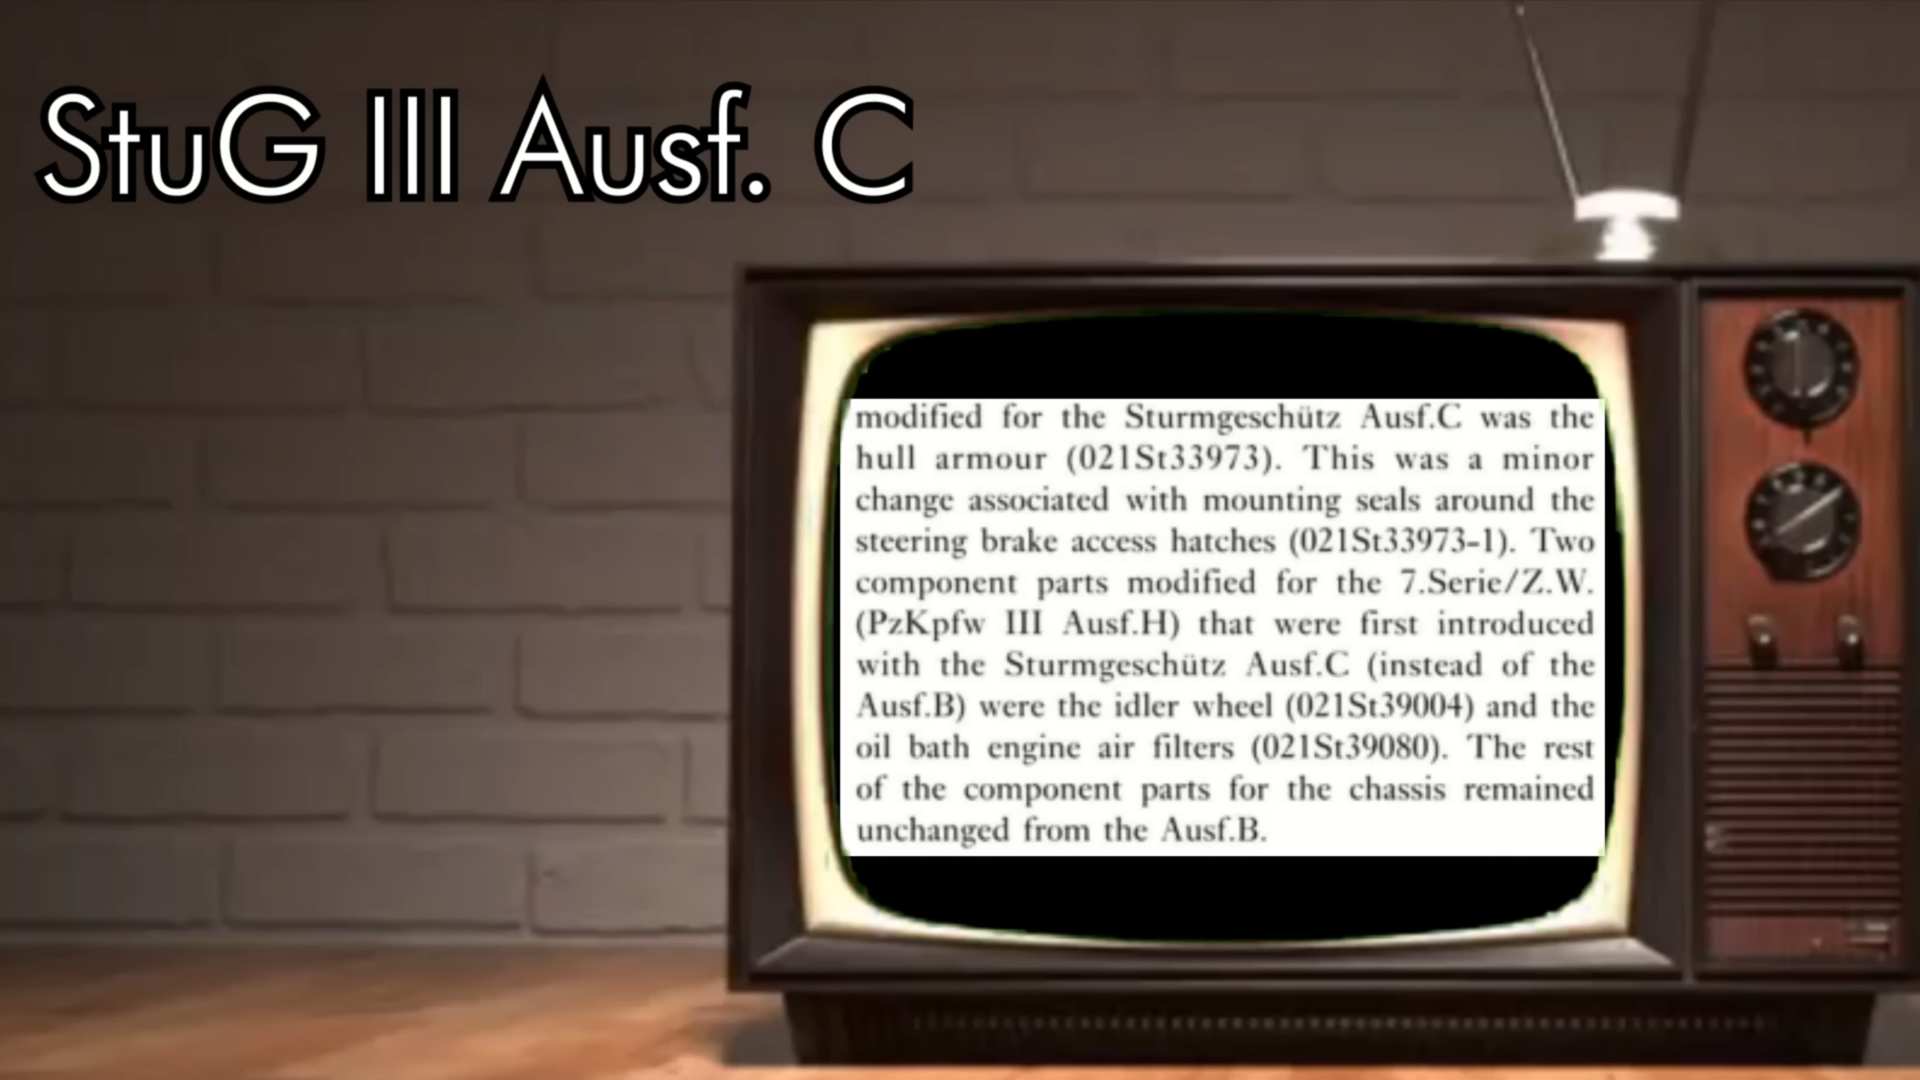 StuG III Ausf. C
modified for the Sturmgeschütz Ausf.C was the
hull armour (021St33973). This was a minor
change associated with mounting seals around the
steering brake access hatches (021St33973-1). Two
component parts modified for the 7.Serie/Z.W.
(PzKpfw III Ausf.H) that were first introduced
with the Sturmgeschütz Ausf.C (instead of the
Ausf.B) were the idler wheel (021St39004) and the
oil bath engine air filters (021St39080). The rest
of the component parts for the chassis remained
unchanged from the Ausf.B.